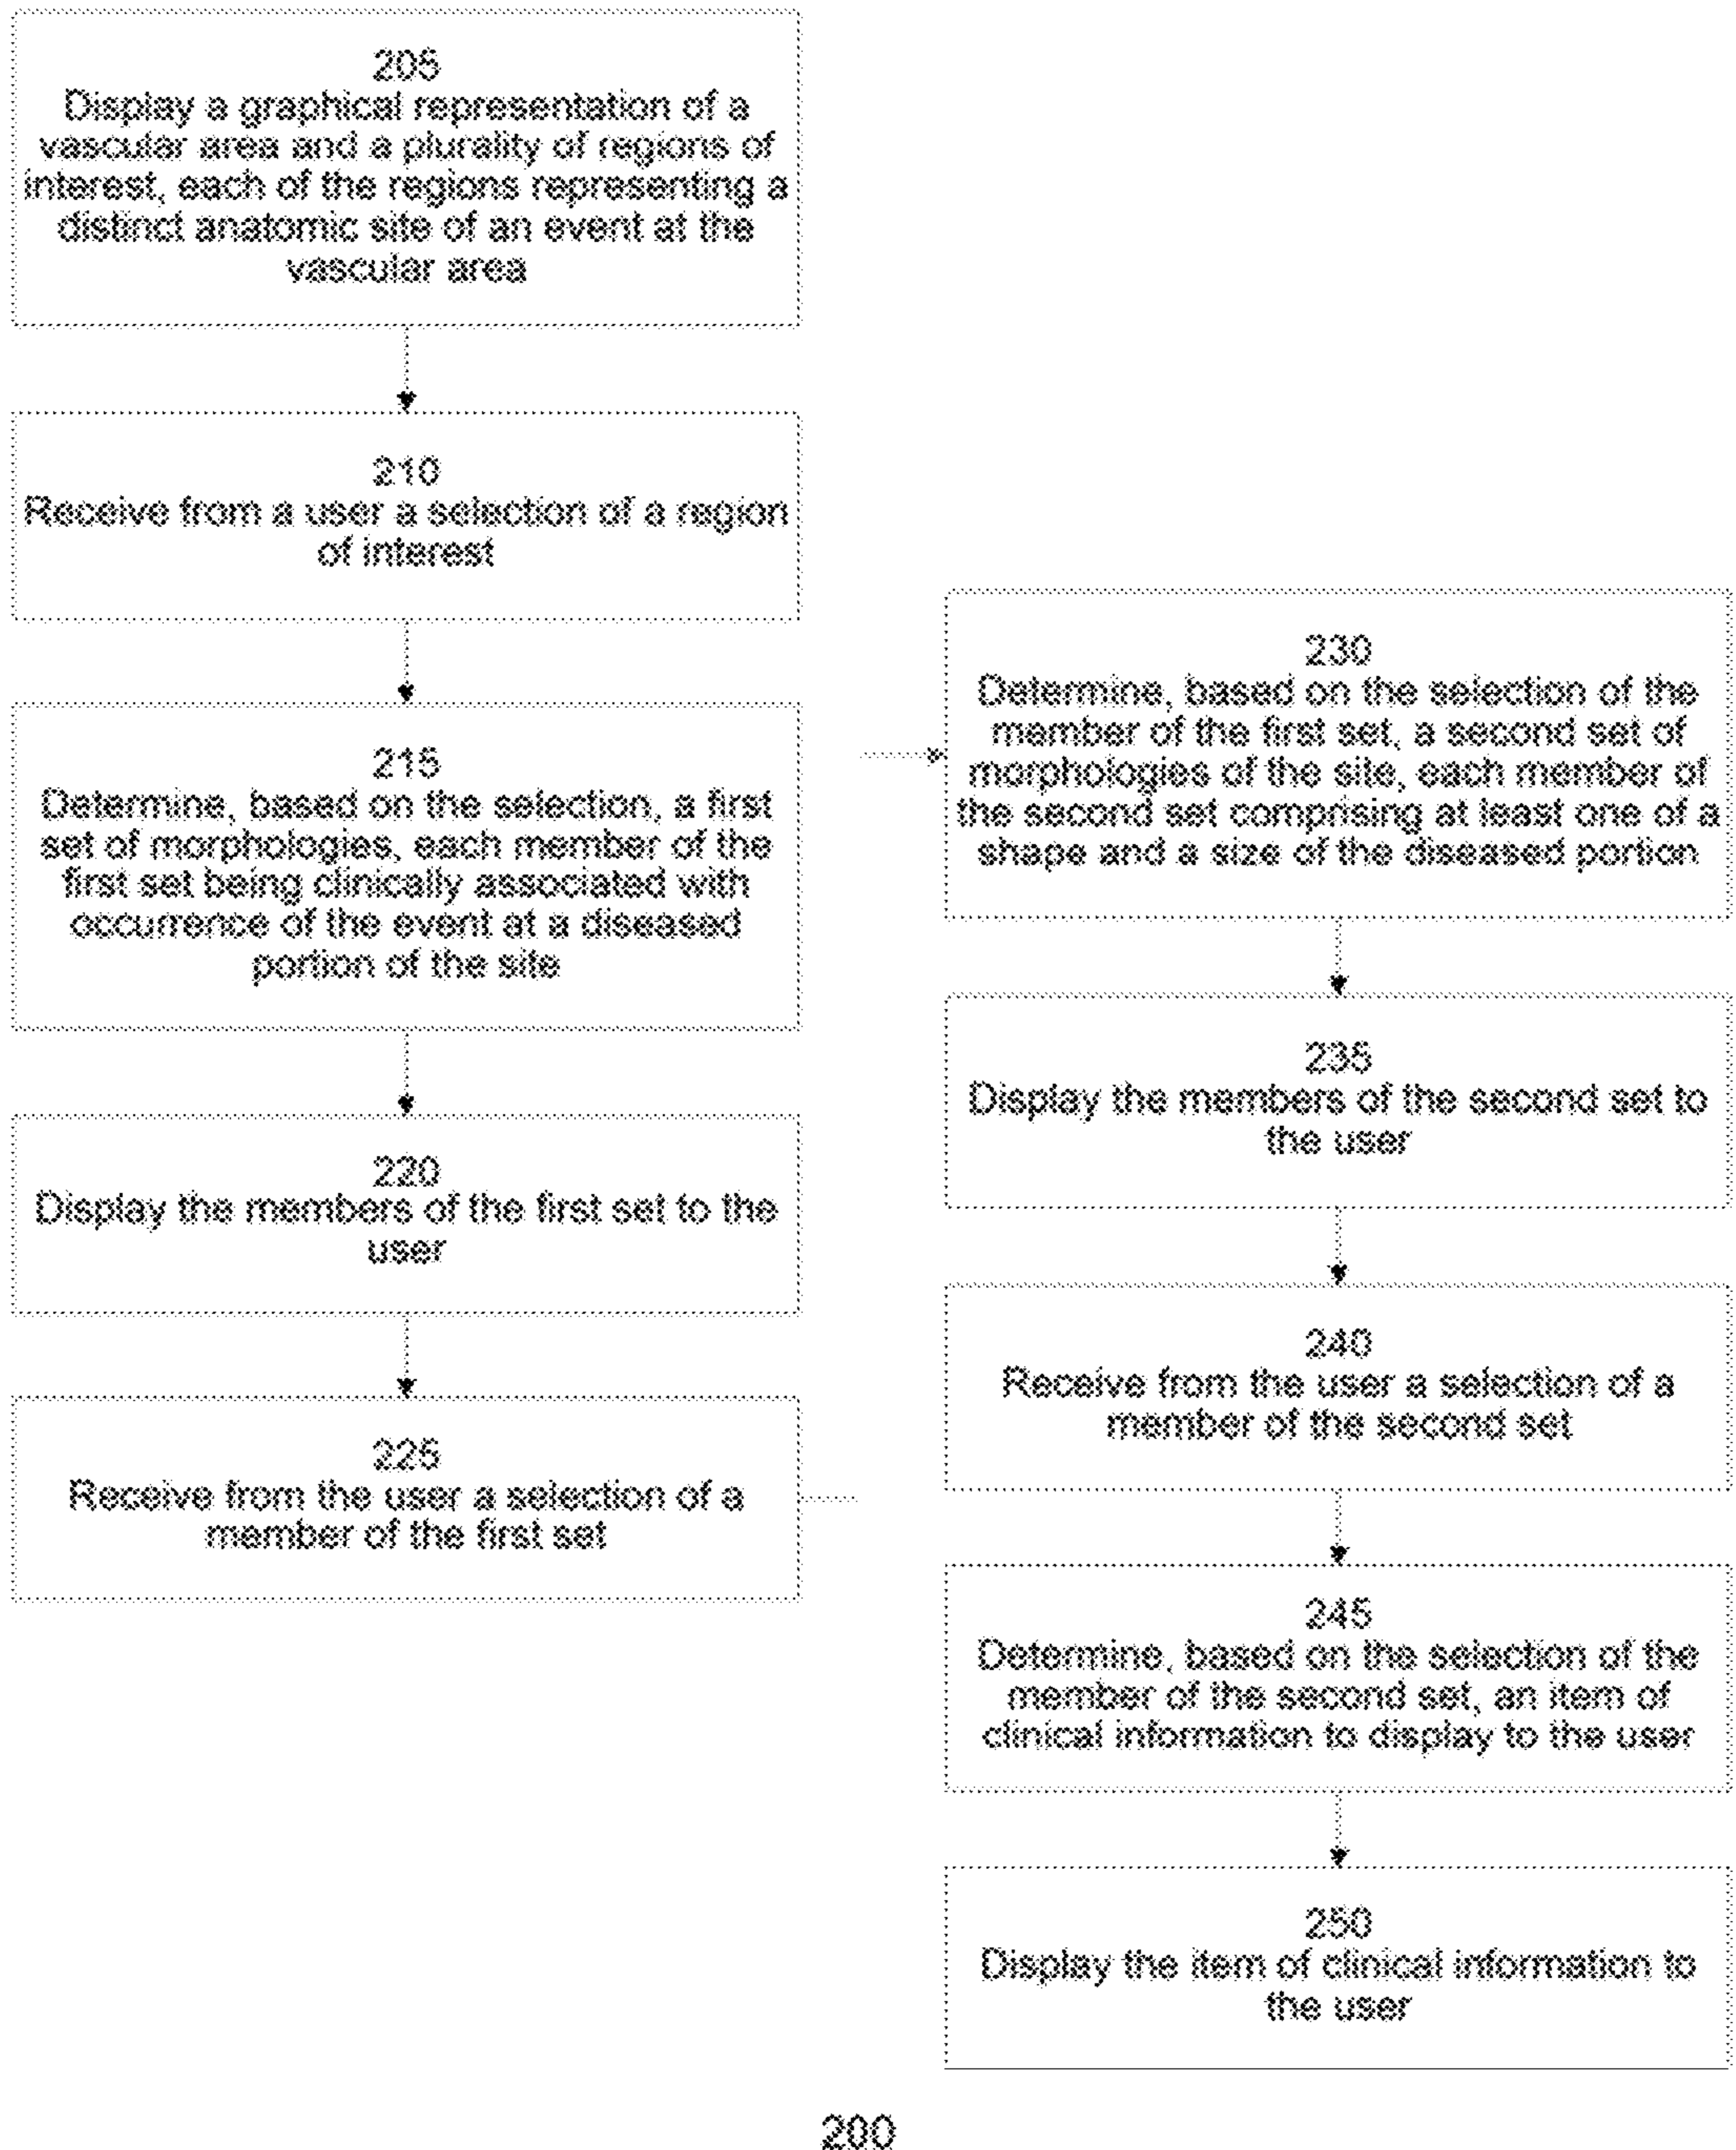 205
Display a graphical representation of a
vascular area and a plurality of regions of
interest, each of the regions representing a
distinct anatomic site of an event at the
vascular area
210
Receive from a user a selection of a region
of interest
215
Determine, based on the selection, a first
set of morphologies, each member of the
first set being clinically associated with
occurrence of the event at a diseased
portion of the site
220
Display the members of the first set to the
user
225
Receive from the user a selection of a
member of the first set
230
Determine, based on the selection of the
member of the first set, a second set of
morphologies of the site, each member of
the second set comprising at least one of a
shape and a size of the diseased portion
235
Display the members of the second set to
the user
240
Receive from the user a selection of a
member of the second set
245
Determine, based on the selection of the
member of the second set, an item of
clinical information to display to the user
250
Display the item of clinical information to
the user
200